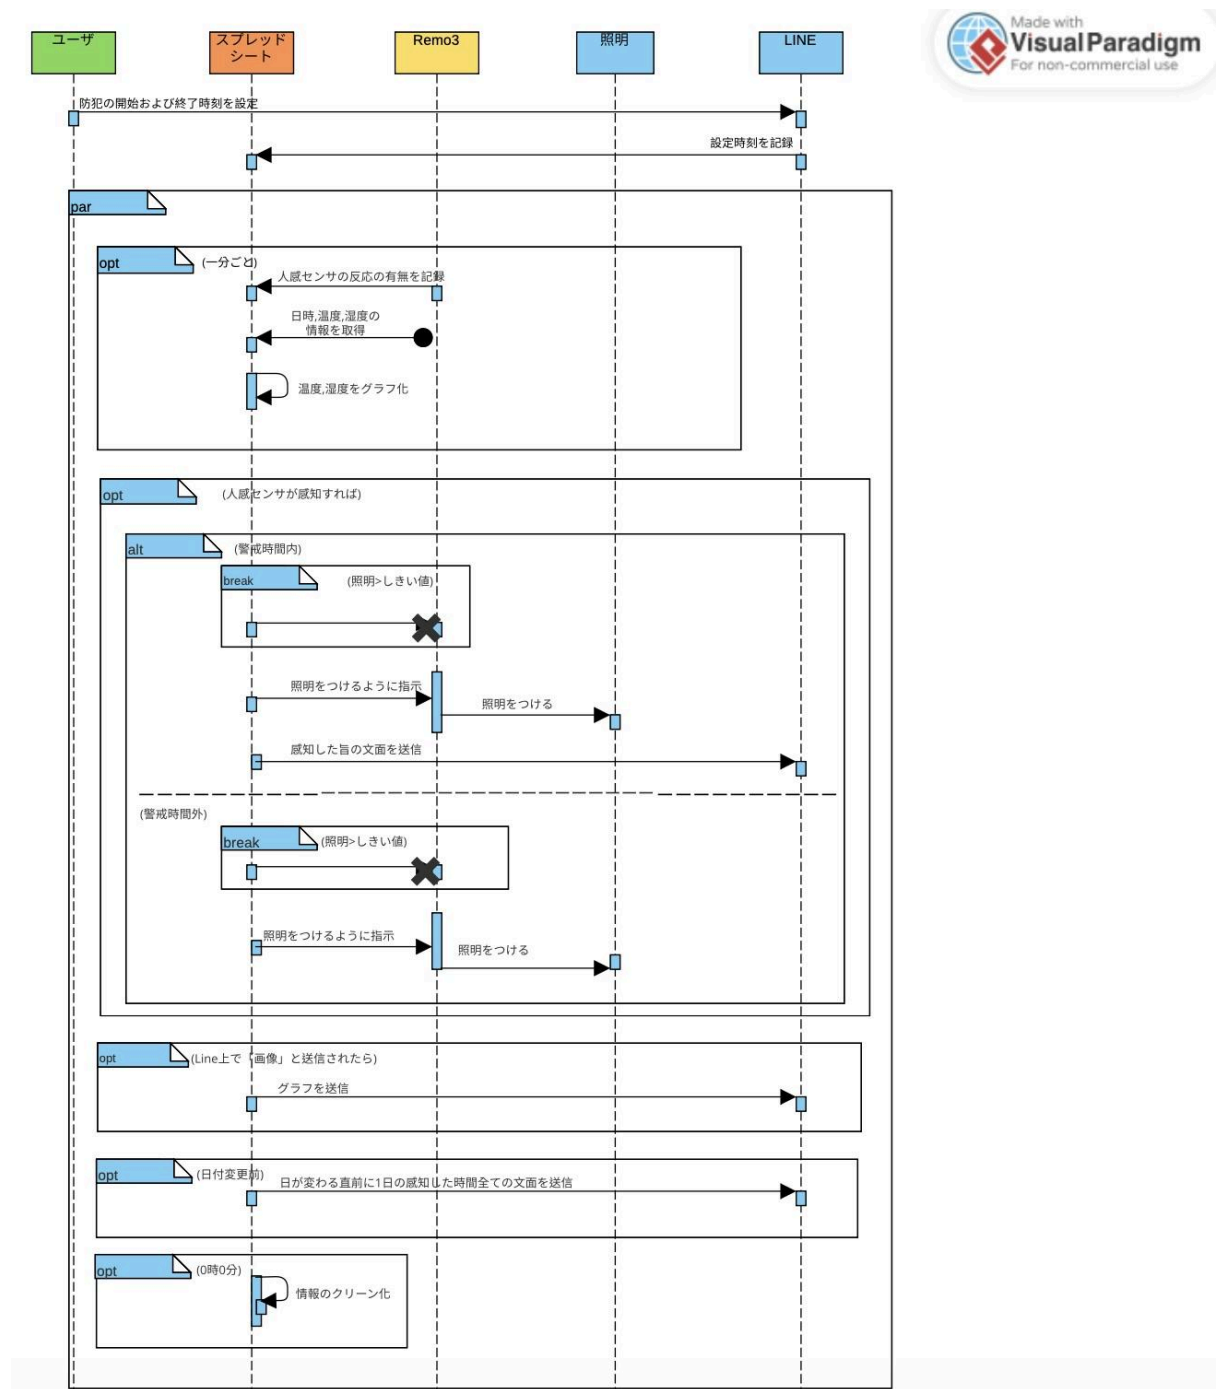 ユーザ
スプレッド
シート
Remo3
照明
LINE
Made with
Visual Paradigm
For non-commercial use
防犯の開始および終了時刻を設定
設定時刻を記録
par
opt
(一分ごと)
人感センサの反応の有無を記録
日時,温度,湿度の
情報を取得
温度,湿度をグラフ化
opt
(人感センサが感知すれば)
alt
(警戒時間内)
break
(照明>しきい値)
照明をつけるように指示
照明をつける
感知した旨の文面を送信
(警戒時間外)
break
(照明>しきい値)
照明をつけるように指示
照明をつける
opt
(Line上で「画像」と送信されたら)
グラフを送信
opt
(日付変更前)
日が変わる直前に1日の感知した時間全ての文面を送信
opt
(0時0分)
情報のクリーン化